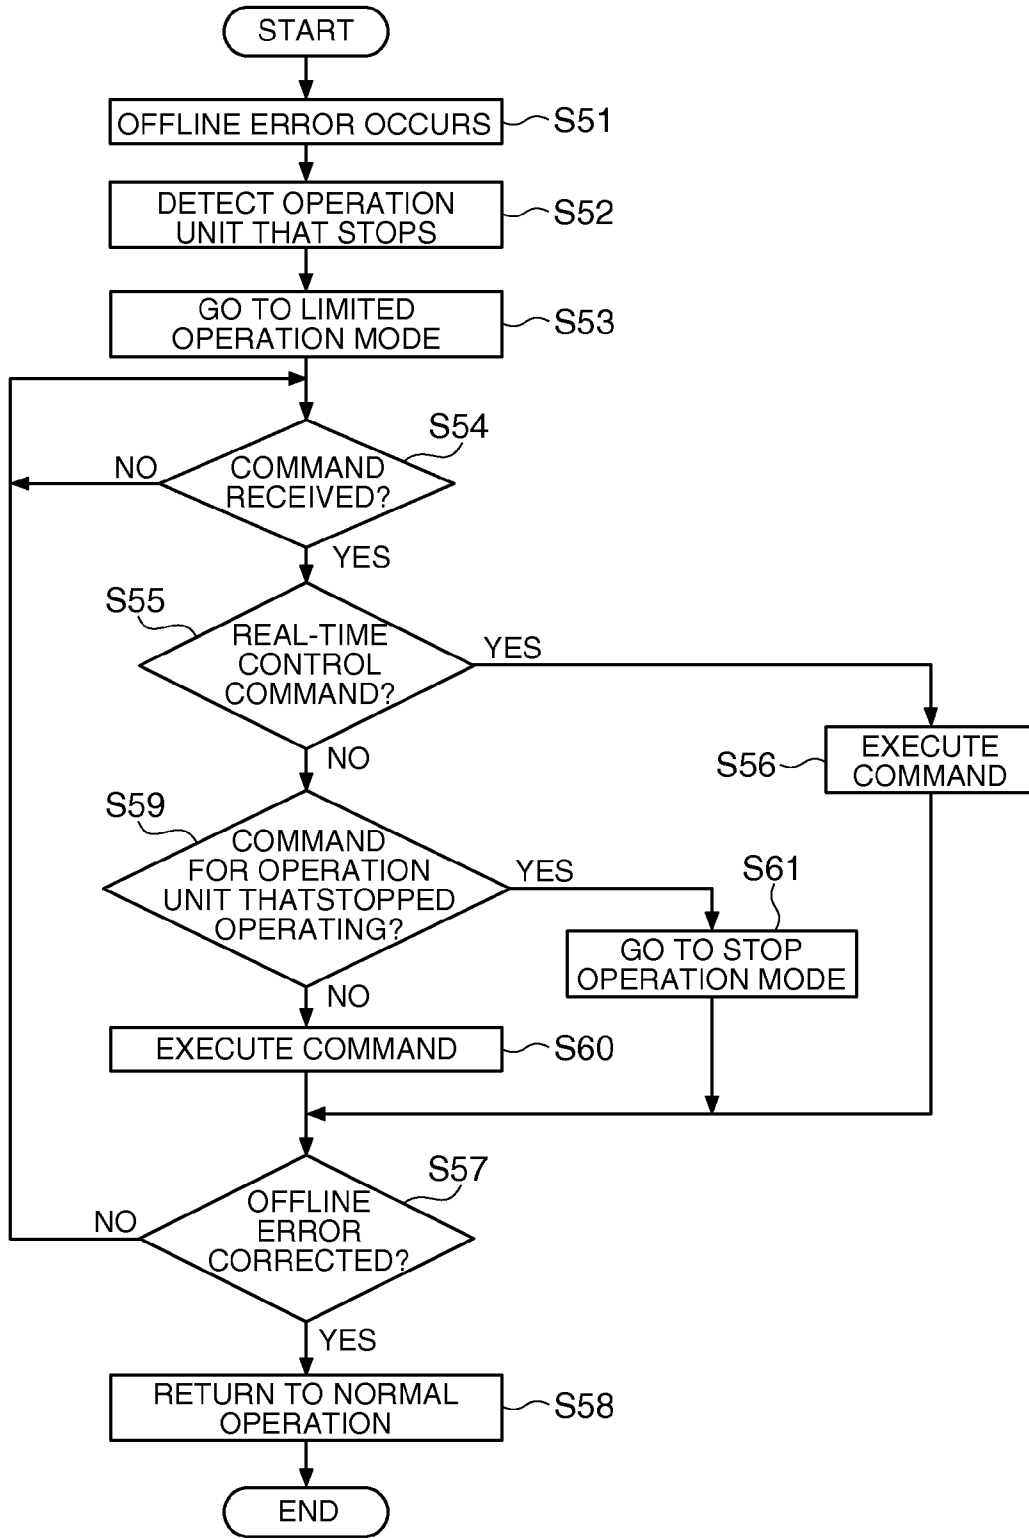 START
OFFLINE ERROR OCCURS
S51
DETECT OPERATION
UNIT THAT STOPS
S52
GO TO LIMITED
OPERATION MODE
S53
S54
NO
COMMAND
RECEIVED?
YES
S55
REAL-TIME
CONTROL
COMMAND?
YES
NO
S56
EXECUTE
COMMAND
S59
COMMAND
FOR OPERATION
UNIT THATSTOPPED
OPERATING?
YES
S61
GO TO STOP
OPERATION MODE
NO
EXECUTE COMMAND
S60
S57
OFFLINE
ERROR
CORRECTED?
NO
YES
RETURN TO NORMAL
OPERATION
S58
END